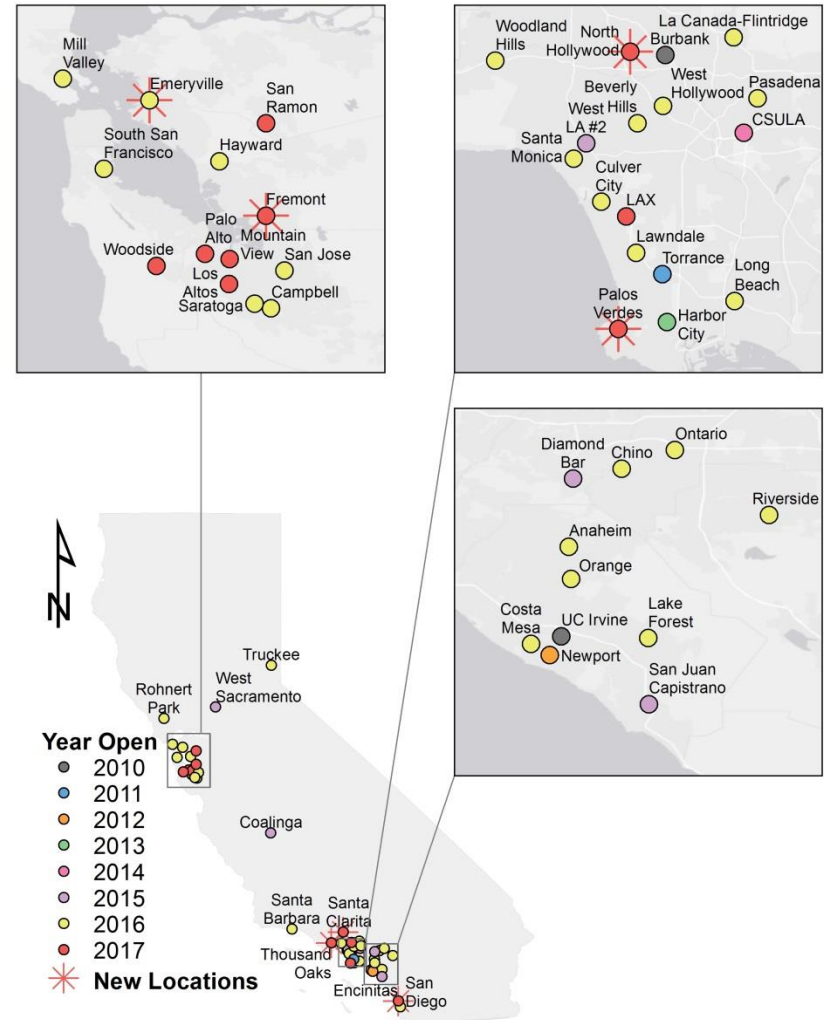 Mill
Valley
Emeryville
San
Ramon
South San
Francisco
Hayward
Fremont
Palo
Alto
Mountain
View
Woodside
San Jose
Los
Altos
Saratoga
Campbell
Woodland
Hills
North
Hollywood
La Canada-Flintridge
Burbank
West
Hollywood
Beverly
Hills
Pasadena
West
LA #2
CSULA
Santa
Monica
Culver
City
LAX
Lawndale
Torrance
Long
Beach
Palos
Verdes
Harbor
City
Diamond
Bar
Chino
Ontario
Riverside
Anaheim
Orange
Costa
Mesa
UC Irvine
Newport
Lake
Forest
San Juan
Capistrano
N
Truckee
West
Sacramento
Rohnert
Park
Coalinga
Santa
Barbara
Santa
Clarita
Thousand
Oaks
Encinitas
San
Diego
Year Open
2010
2011
2012
2013
2014
2015
2016
2017
New Locations